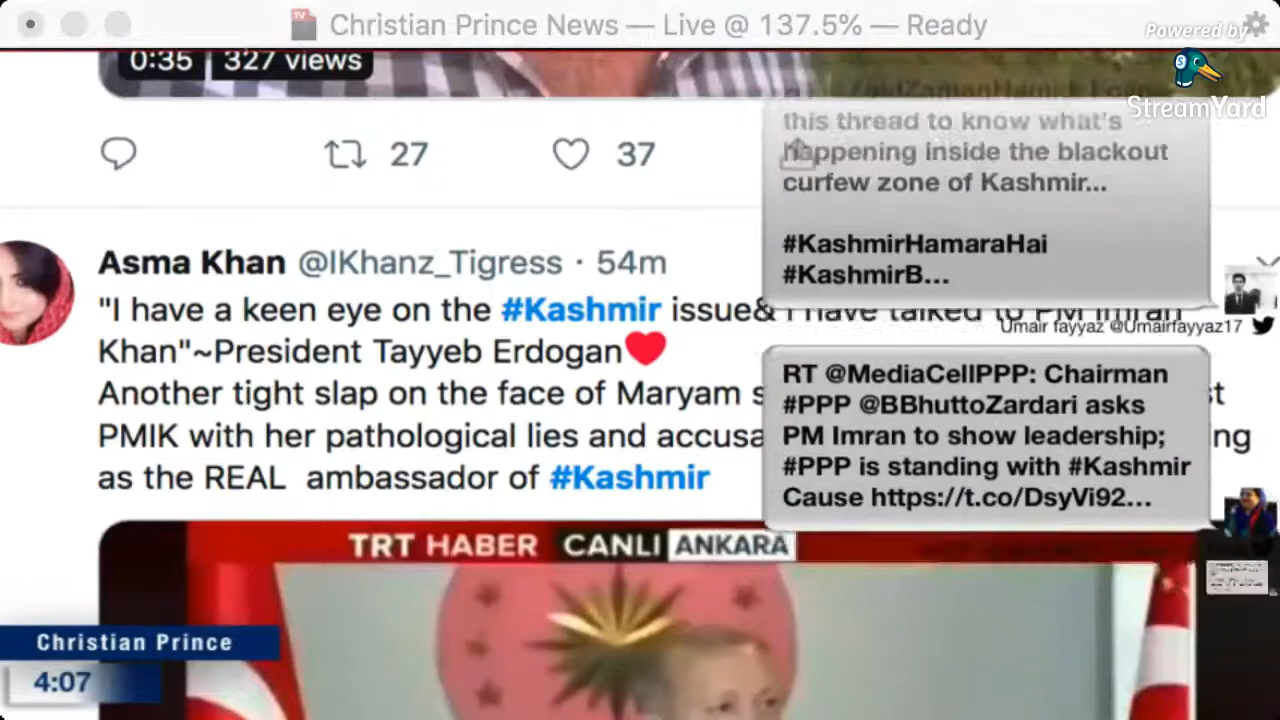 Christian Prince News — Live @ 137.5% — Ready
Powered by
StreamYard
0:35
327 views
27
37
this thread to know what's
happening inside the blackout
curfew zone of Kashmir...
#KashmirHamaraHai
#KashmirB...
Umair fayyaz @Umairfayyaz17
Asma Khan @IKhanz_Tigress · 54m
"I have a keen eye on the #Kashmir issue& I have talked to PM Imran
Khan"~President Tayyeb Erdogan❤️
Another tight slap on the face of Maryam
PMIK with her pathological lies and
as the REAL ambassador of #Kashmir
RT @MediaCellPPP: Chairman
#PPP @BBhuttoZardari asks
PM Imran to show leadership;
#PPP is standing with #Kashmir
Cause https://t.co/DsyVi92...
TRT HABER CANLI ANKARA
Christian Prince
4:07